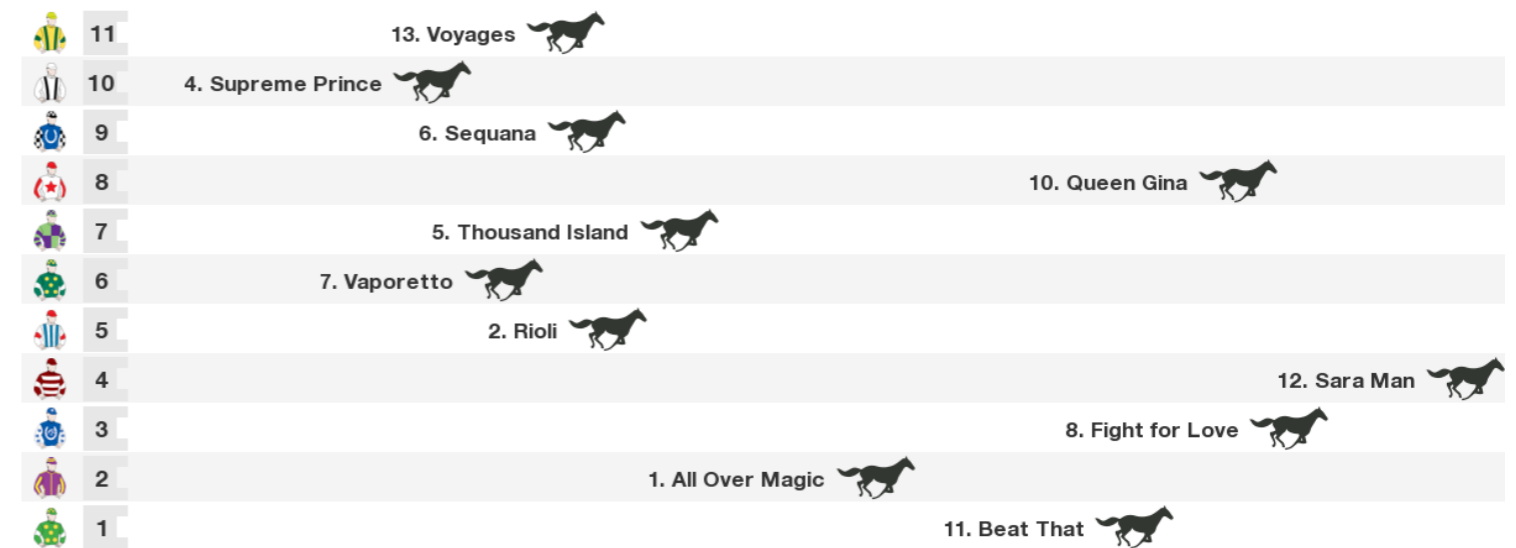 11 13. Voyages
10 4. Supreme Prince
9 6. Sequana
8 10. Queen Gina
7 5. Thousand Island
6 7. Vaporetto
5 2. Rioli
4 12. Sara Man
3 8. Fight for Love
2 1. All Over Magic
1 11. Beat That